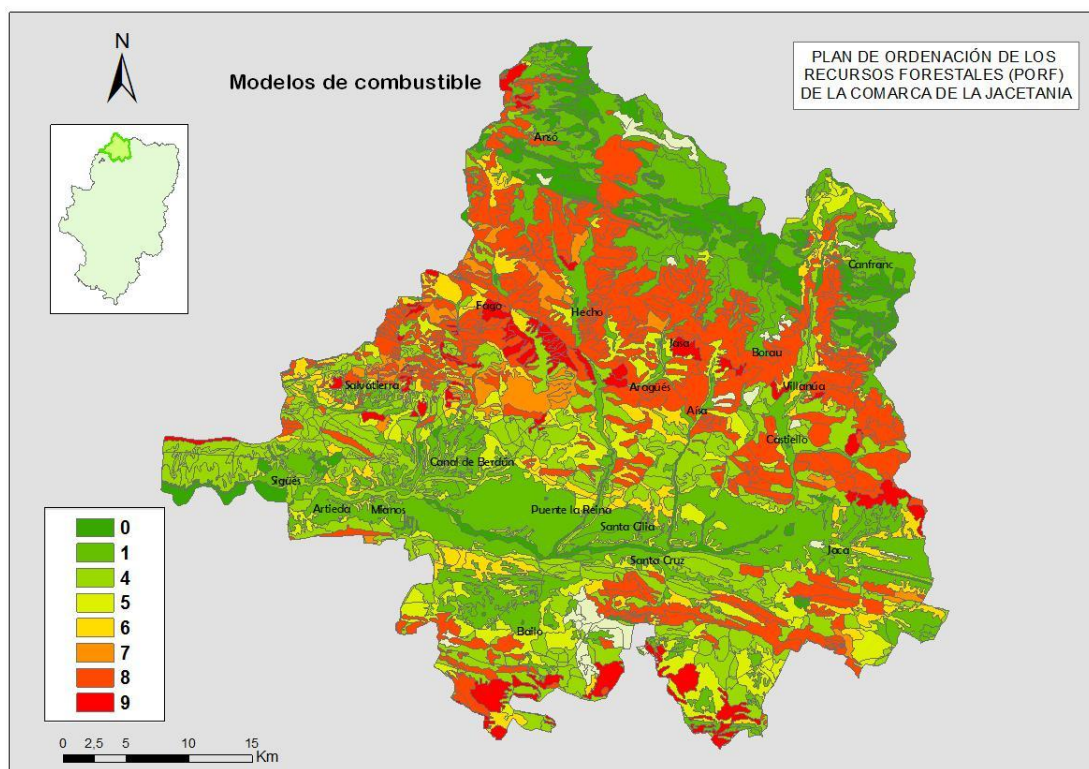 N
Modelos de combustible
PLAN DE ORDENACIÓN DE LOS
RECURSOS FORESTALES (PORF)
DE LA COMARCA DE LA JACETANIA
Ansó
Canfranc
Fago
Hecho
Jasa
Borau
Salvatierra
Aragüés
Villanúa
Aísa
Castiello
Canal de Berdún
Sigüés
Artieda
Mianos
Puente la Reina
Santa Cilia
Jaca
Santa Cruz
Bailo
0
1
4
5
6
7
8
9
0 2,5 5 10 15
Km